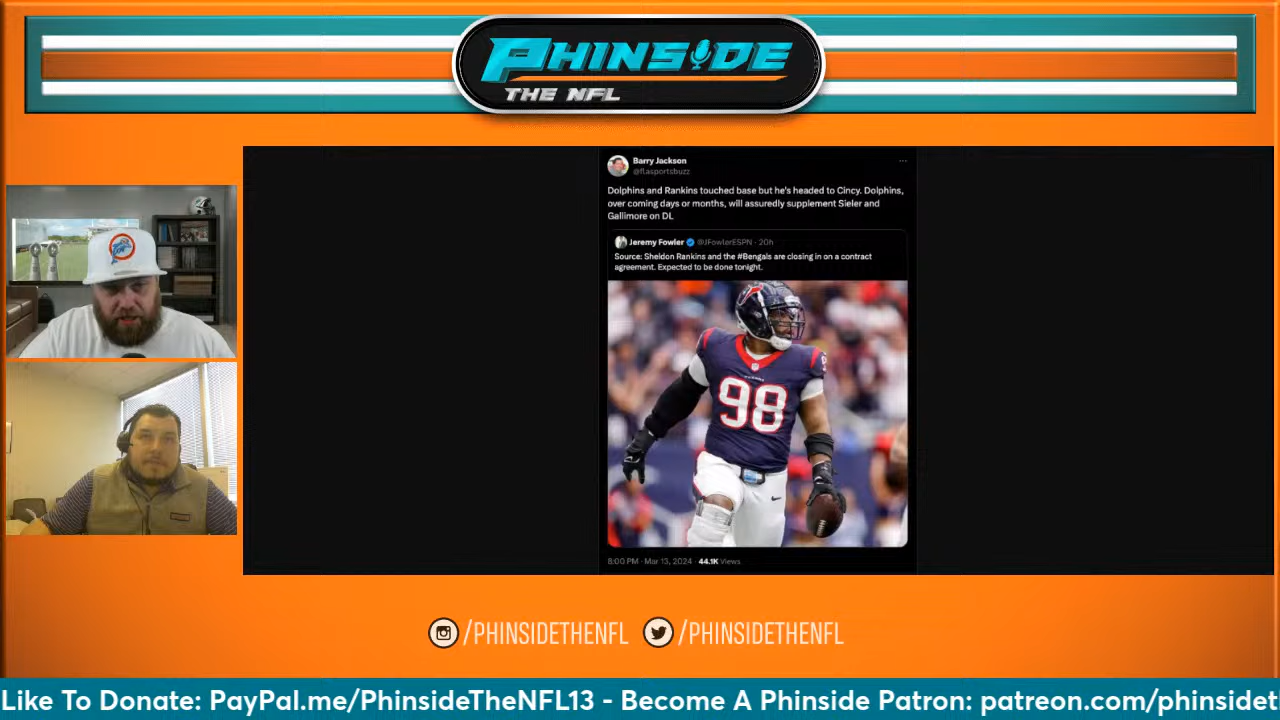 PHINSIDE
THE NFL
Barry Jackson
@flasportsbuzz
Dolphins and Rankins touched base but he's headed to Cincy. Dolphins,
over coming days or months, will assuredly supplement Sieler and
Gallimore on DL
Jeremy Fowler @JFowlerESPN · 20h
Source: Sheldon Rankins and the #Bengals are closing in on a contract
agreement. Expected to be done tonight.
98
8:00 PM · Mar 13, 2024 · 44.1K Views
/PHINSIDETHENFL /PHINSIDETHENFL
Like To Donate: PayPal.me/PhinsideTheNFL13 - Become A Phinside Patron: patreon.com/phinsidet